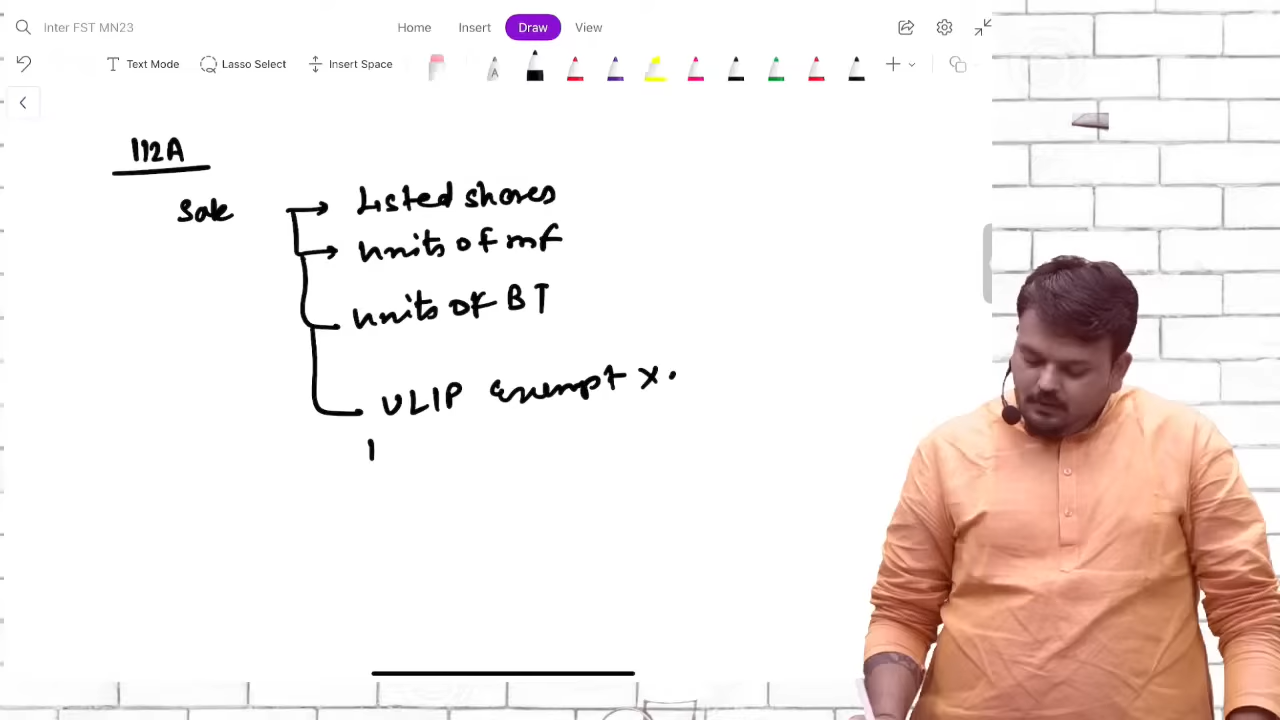 Inter FST MN23
Home Insert Draw View
Text Mode Lasso Select Insert Space
A
112A
Sale
Listed shares
units of mf
units of BT
ULIP exempt x.